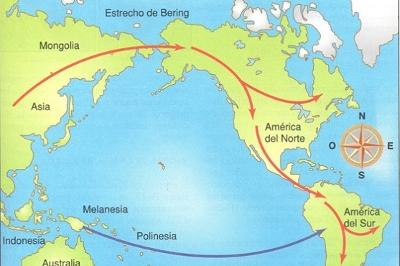 Estrecho de Bering
Mongolia
Asia
América
del Norte
N
O
E
S
Melanesia
Polinesia
Indonesia
Australia
América
del Sur